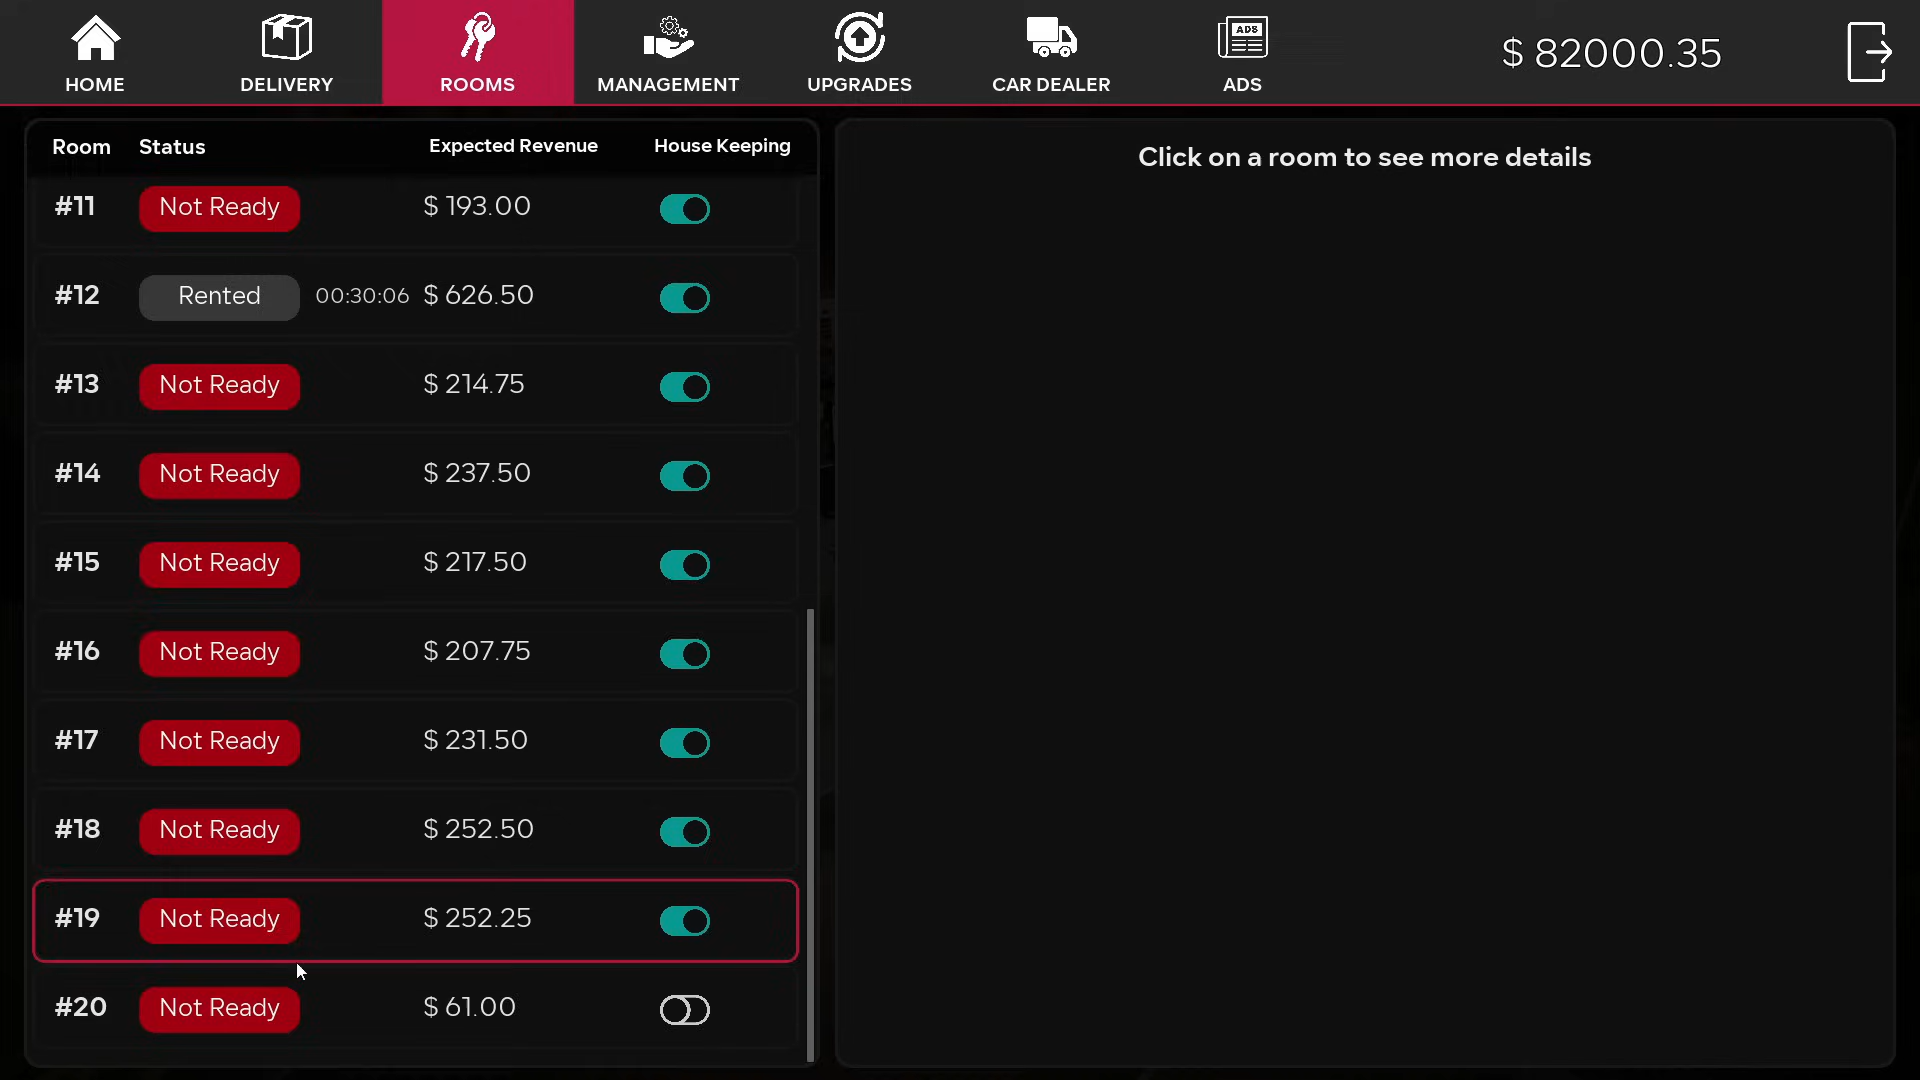 HOME DELIVERY ROOMS MANAGEMENT UPGRADES CAR DEALER ADS
ADS
$ 82000.35
Room Status Expected Revenue House Keeping
#11 Not Ready $ 193.00
#12 Rented 00:30:06 $ 626.50
#13 Not Ready $ 214.75
#14 Not Ready $ 237.50
#15 Not Ready $ 217.50
#16 Not Ready $ 207.75
#17 Not Ready $ 231.50
#18 Not Ready $ 252.50
#19 Not Ready $ 252.25
#20 Not Ready $ 61.00
Click on a room to see more details